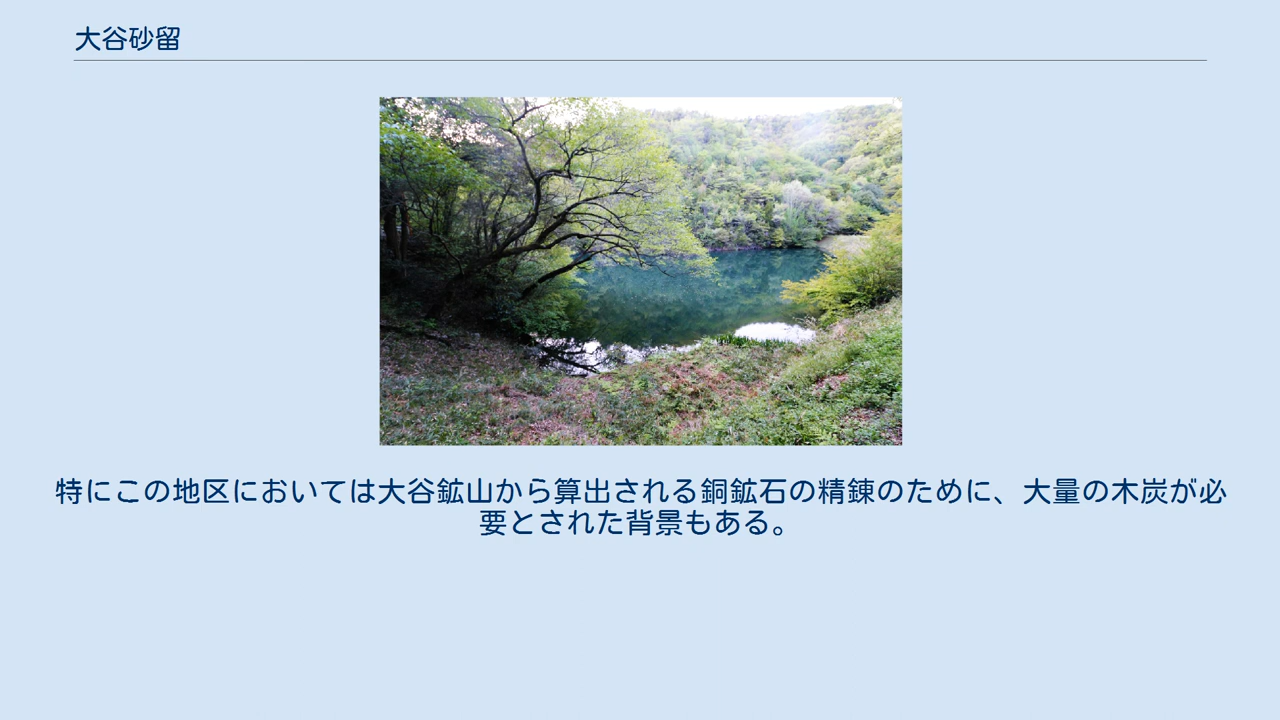 大谷砂留
特にこの地区においては大谷鉱山から算出される銅鉱石の精錬のために、大量の木炭が必
要とされた背景もある。